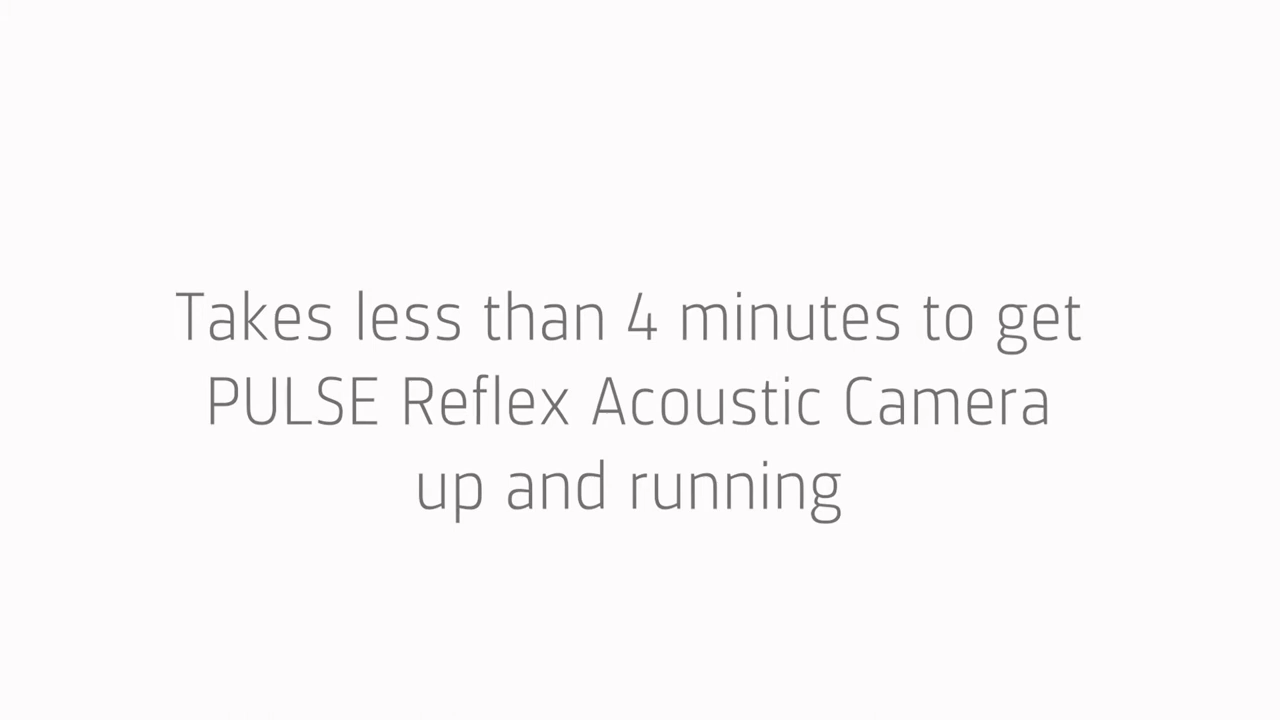 Takes less than 4 minutes to get
PULSE Reflex Acoustic Camera
up and running